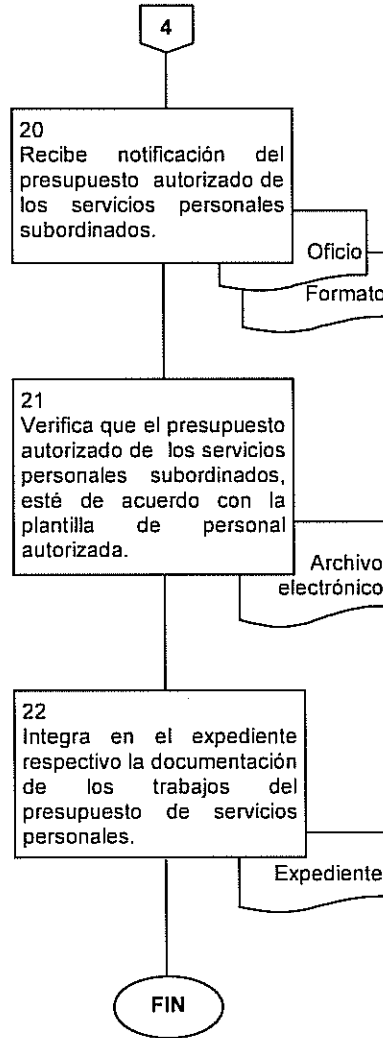 4
20
Recibe notificación del
presupuesto autorizado de
los servicios personales
subordinados.
Oficio
Formato
21
Verifica que el presupuesto
autorizado de los servicios
personales subordinados,
esté de acuerdo con la
plantilla de personal
autorizada.
Archivo
electrónico
22
Integra en el expediente
respectivo la documentación
de los trabajos del
presupuesto de servicios
personales.
Expediente
FIN